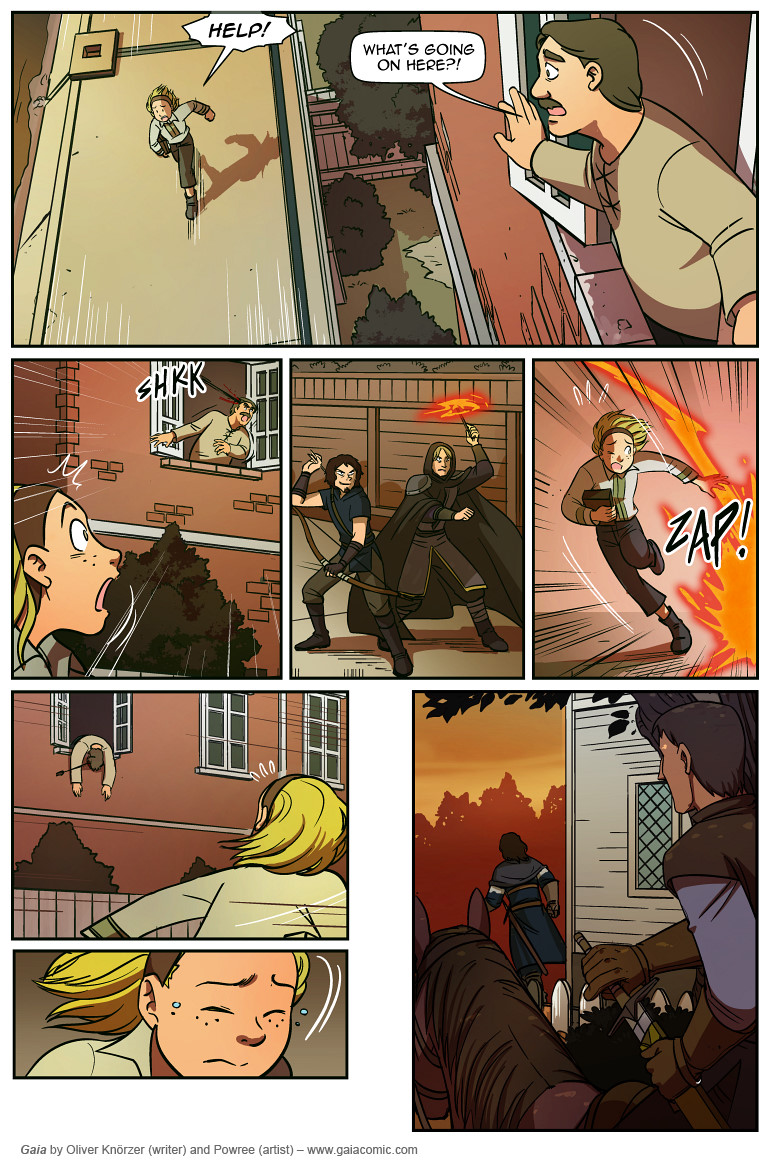 HELP!
WHAT'S GOING
ON HERE?!
SHKK
ZAP!
Gaia by Oliver Knörzer (writer) and Powree (artist) – www.gaiacomic.com